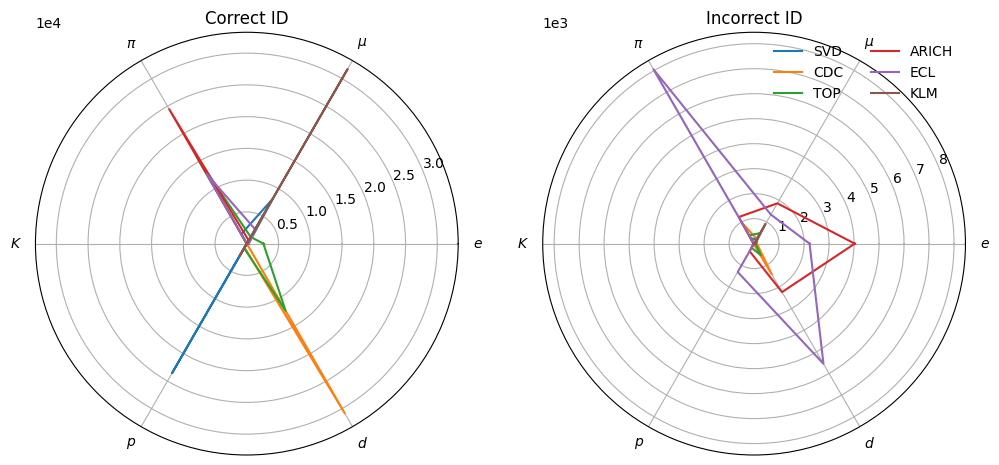 Correct ID
1e4
π
μ
3.0
2.5
2.0
1.5
1.0
0.5
K
e
p
d
Incorrect ID
1e3
π
μ
SVD
CDC
TOP
ARICH
ECL
KLM
8
7
6
5
4
3
2
1
K
e
p
d